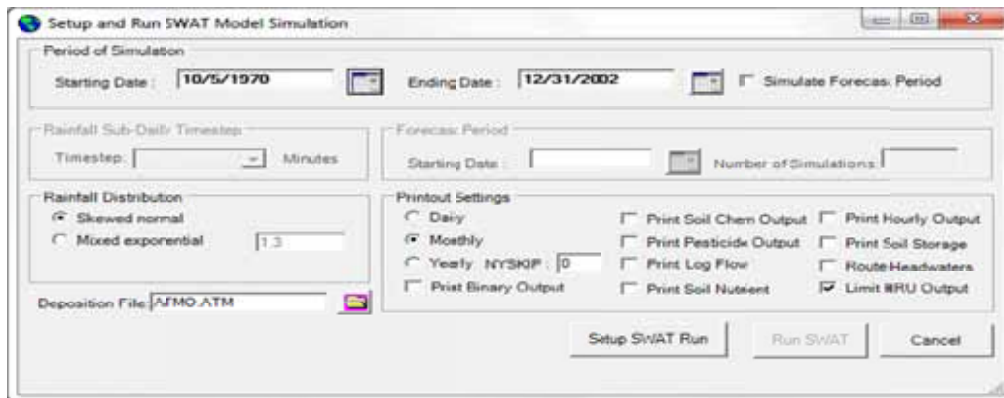 Setup and Run SWAT Model Simulation
Period of Simulation
Starting Date : 10/5/1970 Ending Date : 12/31/2002 Simulate Forecast Period
Rainfall Sub-Daily Timestep
Timestep: Minutes
Forecast Period
Starting Date : Number of Simulations:
Rainfall Distribution
Skewed normal
Mixed exponential 1.3
Printout Settings
Daily
Monthly
Yearly NYSKIP : 0
Print Binary Output
Print Soil Chem Output
Print Pesticide Output
Print Log Flow
Print Soil Nutrient
Print Hourly Output
Print Soil Storage
Route Headwaters
Limit HRU Output
Deposition File: ATMO.ATM
Setup SWAT Run Run SWAT Cancel